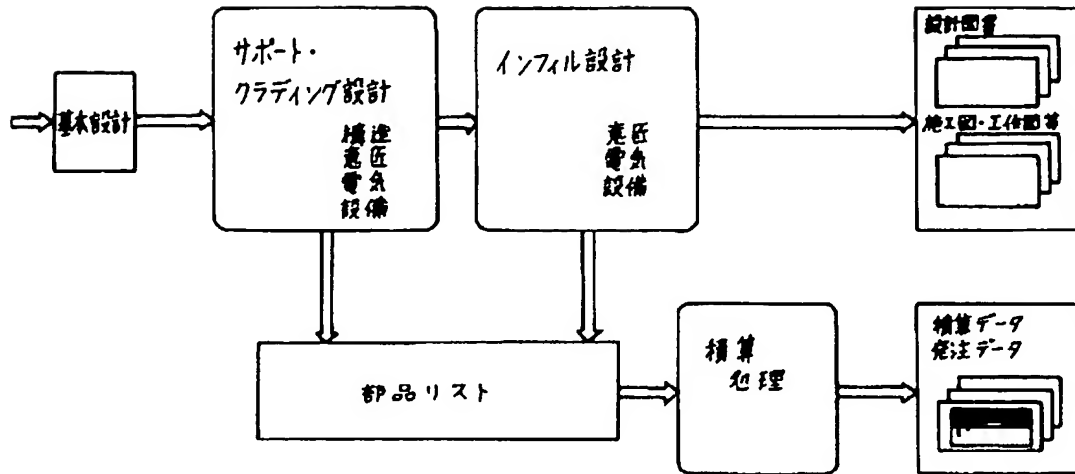 基本設計
サポート・
クラディング設計
構造
意匠
電気
設備
インフィル設計
意匠
電気
設備
設計図書
施工図・工作図等
部品リスト
積算
処理
積算データ
発注データ